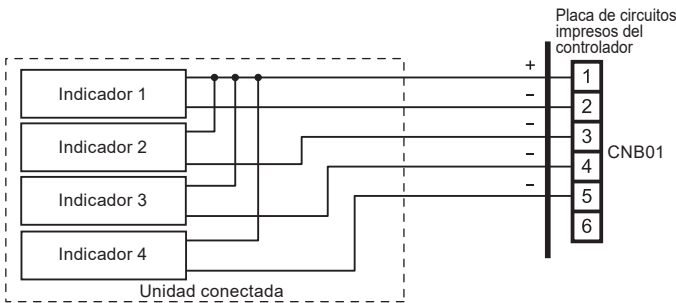 Placa de circuitos
impresos del
controlador
+
1
Indicador 1
–
2
–
3
Indicador 2
CNB01
–
4
Indicador 3
–
5
6
Indicador 4
Unidad conectada